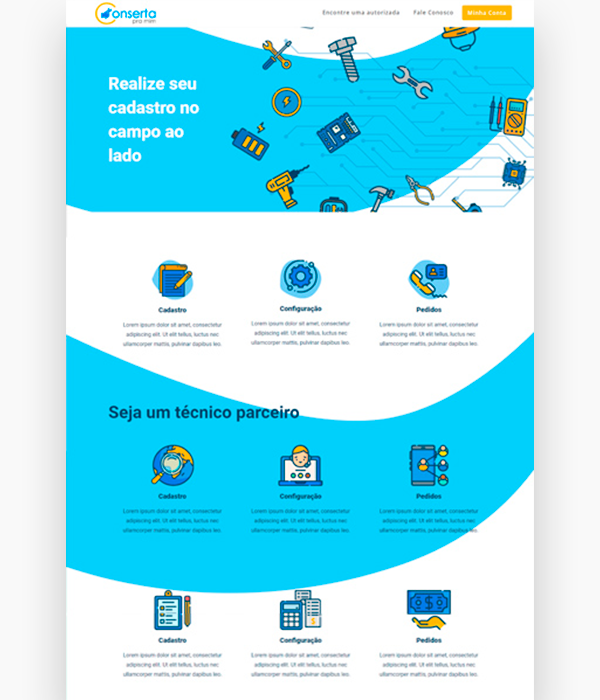 Conserta
pra mim
Encontre uma autorizada
Fale Conosco
Minha Conta
Realize seu
cadastro no
campo ao
lado
Cadastro
Lorem ipsum dolor sit amet, consectetur
adipiscing elit. Ut elit tellus, luctus nec
ullamcorper mattis, pulvinar dapibus leo.
Configuração
Lorem ipsum dolor sit amet, consectetur
adipiscing elit. Ut elit tellus, luctus nec
ullamcorper mattis, pulvinar dapibus leo.
Pedidos
Lorem ipsum dolor sit amet, consectetur
adipiscing elit. Ut elit tellus, luctus nec
ullamcorper mattis, pulvinar dapibus leo.
Seja um técnico parceiro
Cadastro
Lorem ipsum dolor sit amet, consectetur
adipiscing elit. Ut elit tellus, luctus nec
ullamcorper mattis, pulvinar dapibus leo.
Configuração
Lorem ipsum dolor sit amet, consectetur
adipiscing elit. Ut elit tellus, luctus nec
ullamcorper mattis, pulvinar dapibus leo.
Pedidos
Lorem ipsum dolor sit amet, consectetur
adipiscing elit. Ut elit tellus, luctus nec
ullamcorper mattis, pulvinar dapibus leo.
Cadastro
Lorem ipsum dolor sit amet, consectetur
adipiscing elit. Ut elit tellus, luctus nec
ullamcorper mattis, pulvinar dapibus leo.
Configuração
Lorem ipsum dolor sit amet, consectetur
adipiscing elit. Ut elit tellus, luctus nec
ullamcorper mattis, pulvinar dapibus leo.
Pedidos
Lorem ipsum dolor sit amet, consectetur
adipiscing elit. Ut elit tellus, luctus nec
ullamcorper mattis, pulvinar dapibus leo.